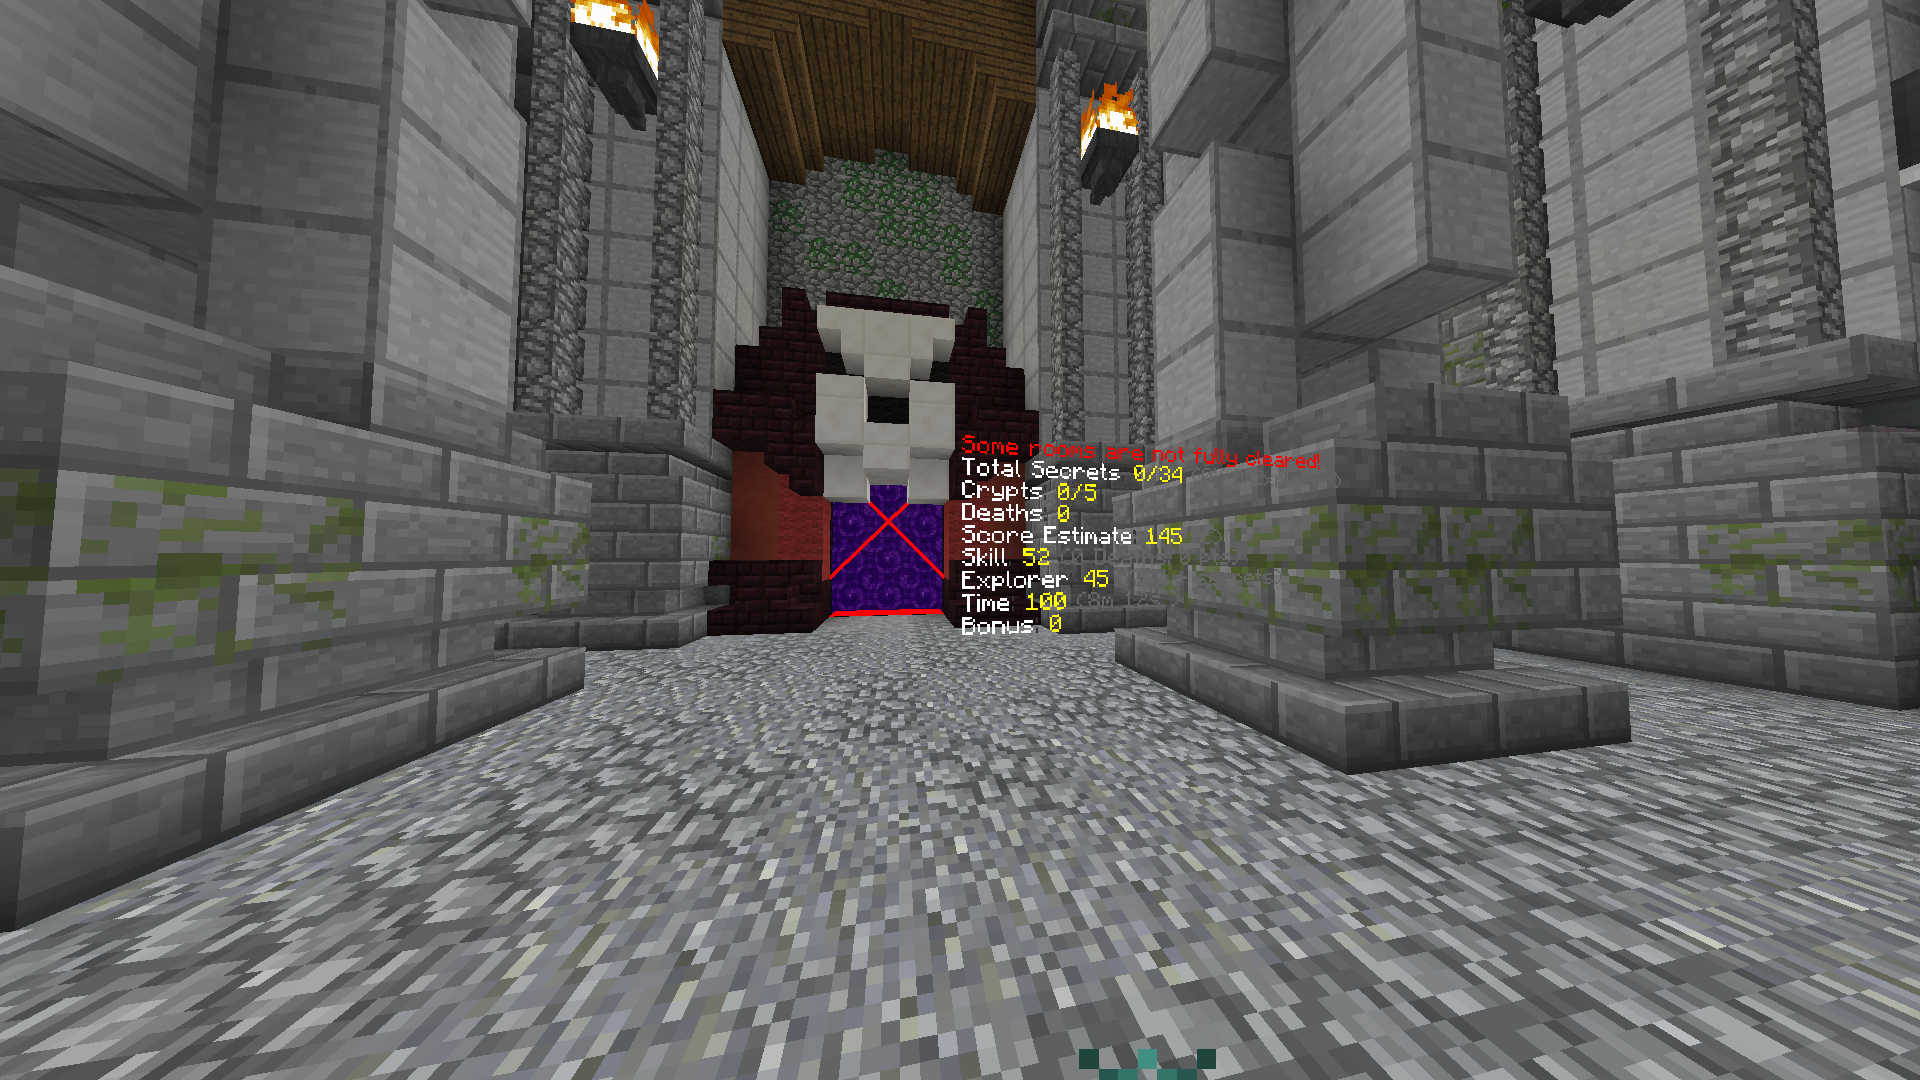 Some rooms are not fully cleared!
Total Secrets 0/34
Crypts 0/5
Deaths 0
Score Estimate 145
Skill 52
Explorer 45
Time 100
Bonus 0